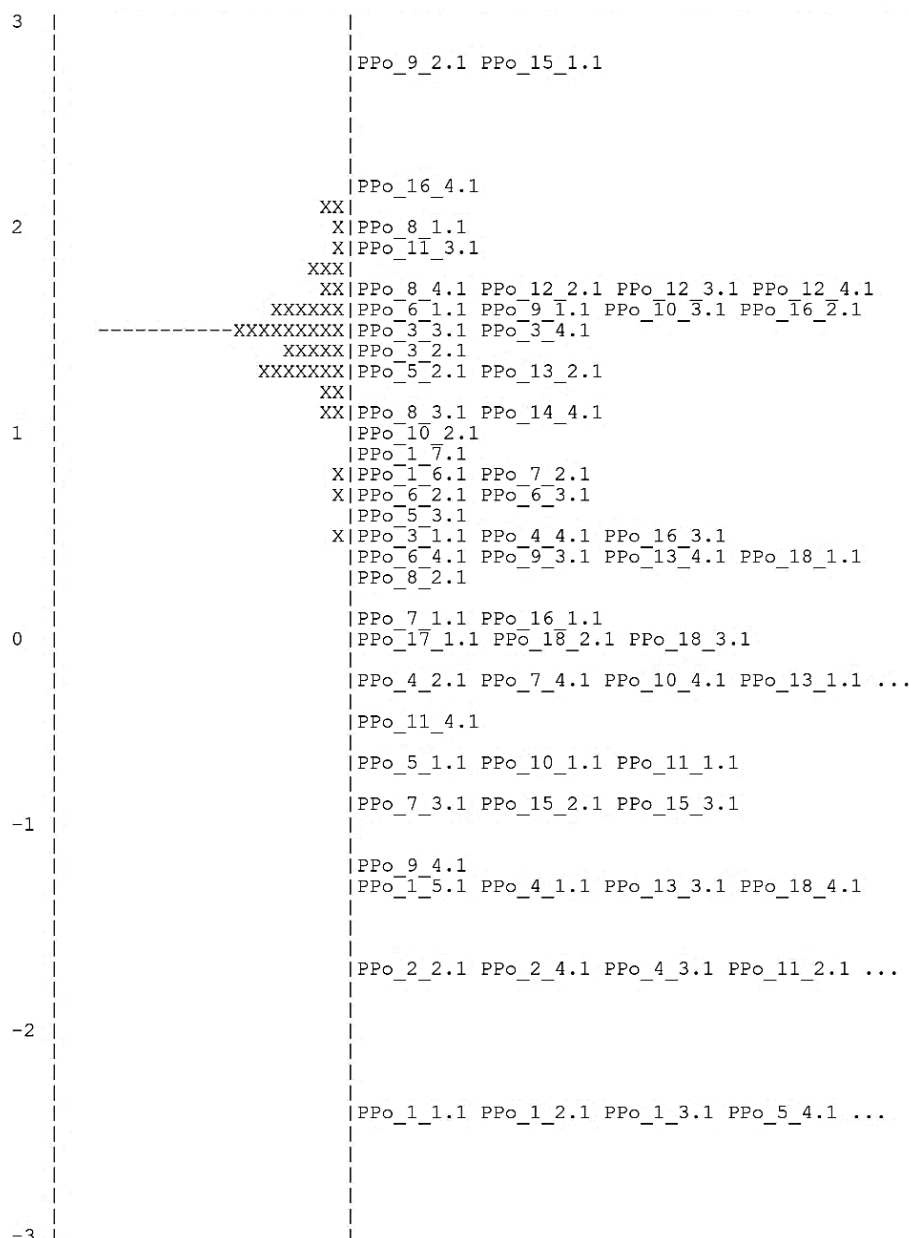 3 | |
| |
| |PPo_9_2.1 PPo_15_1.1
| |
| |
| |
| |
| |
| |PPo_16_4.1
| XX|
2 | X|PPo_8_1.1
| X|PPo_11_3.1
| XXX|
| XX|PPo_8_4.1 PPo_12_2.1 PPo_12_3.1 PPo_12_4.1
| XXXXXX|PPo_6_1.1 PPo_9_1.1 PPo_10_3.1 PPo_16_2.1
| -----------XXXXXXXXX|PPo_3_3.1 PPo_3_4.1
| XXXXX|PPo_3_2.1
| XXXXXXX|PPo_5_2.1 PPo_13_2.1
| XX|
| XX|PPo_8_3.1 PPo_14_4.1
1 | |PPo_10_2.1
| |PPo_1_7.1
| X|PPo_1_6.1 PPo_7_2.1
| X|PPo_6_2.1 PPo_6_3.1
| |PPo_5_3.1
| X|PPo_3_1.1 PPo_4_4.1 PPo_16_3.1
| |PPo_6_4.1 PPo_9_3.1 PPo_13_4.1 PPo_18_1.1
| |PPo_8_2.1
| |
| |PPo_7_1.1 PPo_16_1.1
0 | |PPo_17_1.1 PPo_18_2.1 PPo_18_3.1
| |
| |PPo_4_2.1 PPo_7_4.1 PPo_10_4.1 PPo_13_1.1 ...
| |
| |PPo_11_4.1
| |
| |PPo_5_1.1 PPo_10_1.1 PPo_11_1.1
| |
| |PPo_7_3.1 PPo_15_2.1 PPo_15_3.1
-1 | |
| |
| |PPo_9_4.1
| |PPo_1_5.1 PPo_4_1.1 PPo_13_3.1 PPo_18_4.1
| |
| |
| |
| |PPo_2_2.1 PPo_2_4.1 PPo_4_3.1 PPo_11_2.1 ...
| |
| |
-2 | |
| |
| |
| |
| |PPo_1_1.1 PPo_1_2.1 PPo_1_3.1 PPo_5_4.1 ...
| |
| |
| |
| |
| |
-3 | |